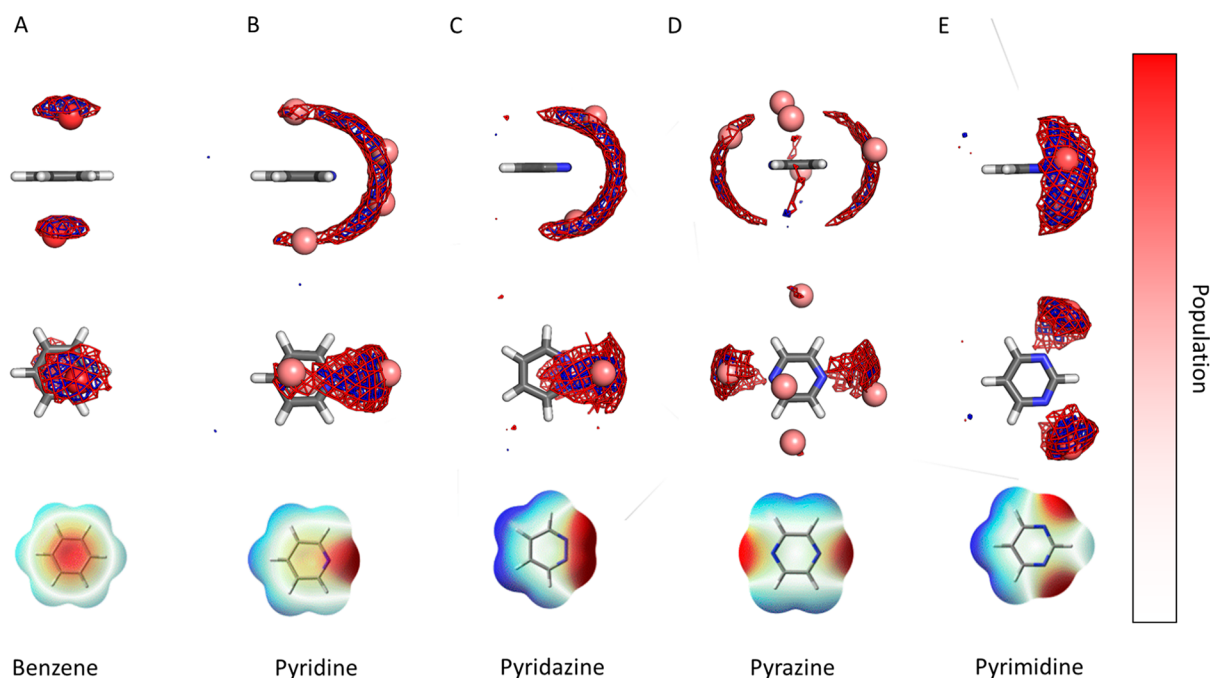 A
B
C
D
E
Population
Benzene
Pyridine
Pyridazine
Pyrazine
Pyrimidine